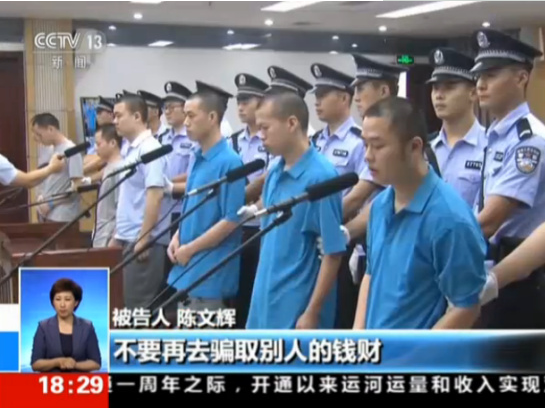 CCTV 13
新闻
被告人 陈文辉
不要再去骗取别人的钱财
18:29 一周年之际，开通以来运河运量和收入实现